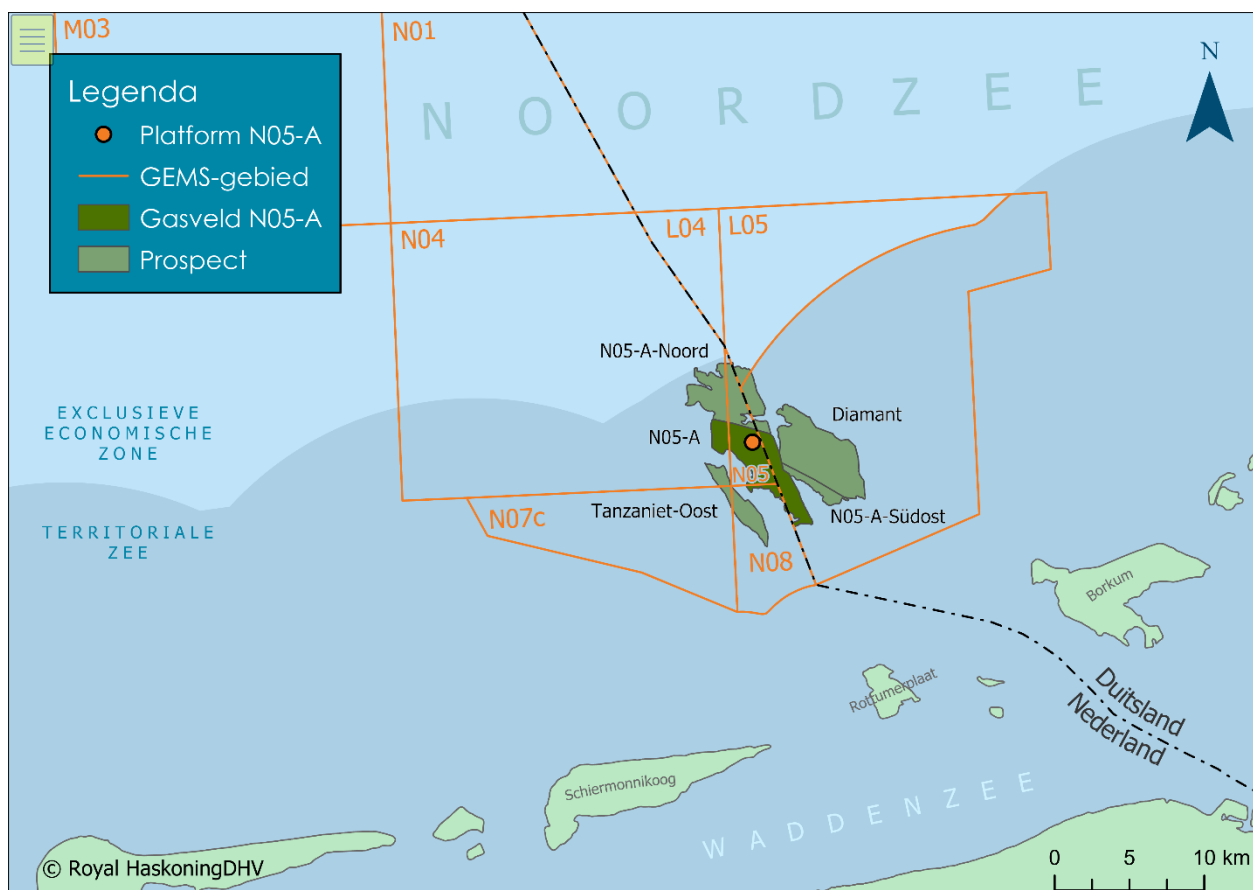 M03
N01
N
NOORDZEE
Legenda
Platform N05-A
GEMS-gebied
Gasveld N05-A
Prospect
N04
L04
L05
N05-A-Noord
EXCLUSIEVE
ECONOMISCHE
ZONE
Diamant
N05-A
N05
Tanzaniet-Oost
N05-A-Südost
N07c
TERRITORIALE
ZEE
N08
Borkum
Rottumerplaat
Duitsland
Nederland
Schiermonnikoog
WADDENZEE
© Royal HaskoningDHV
0 5 10 km